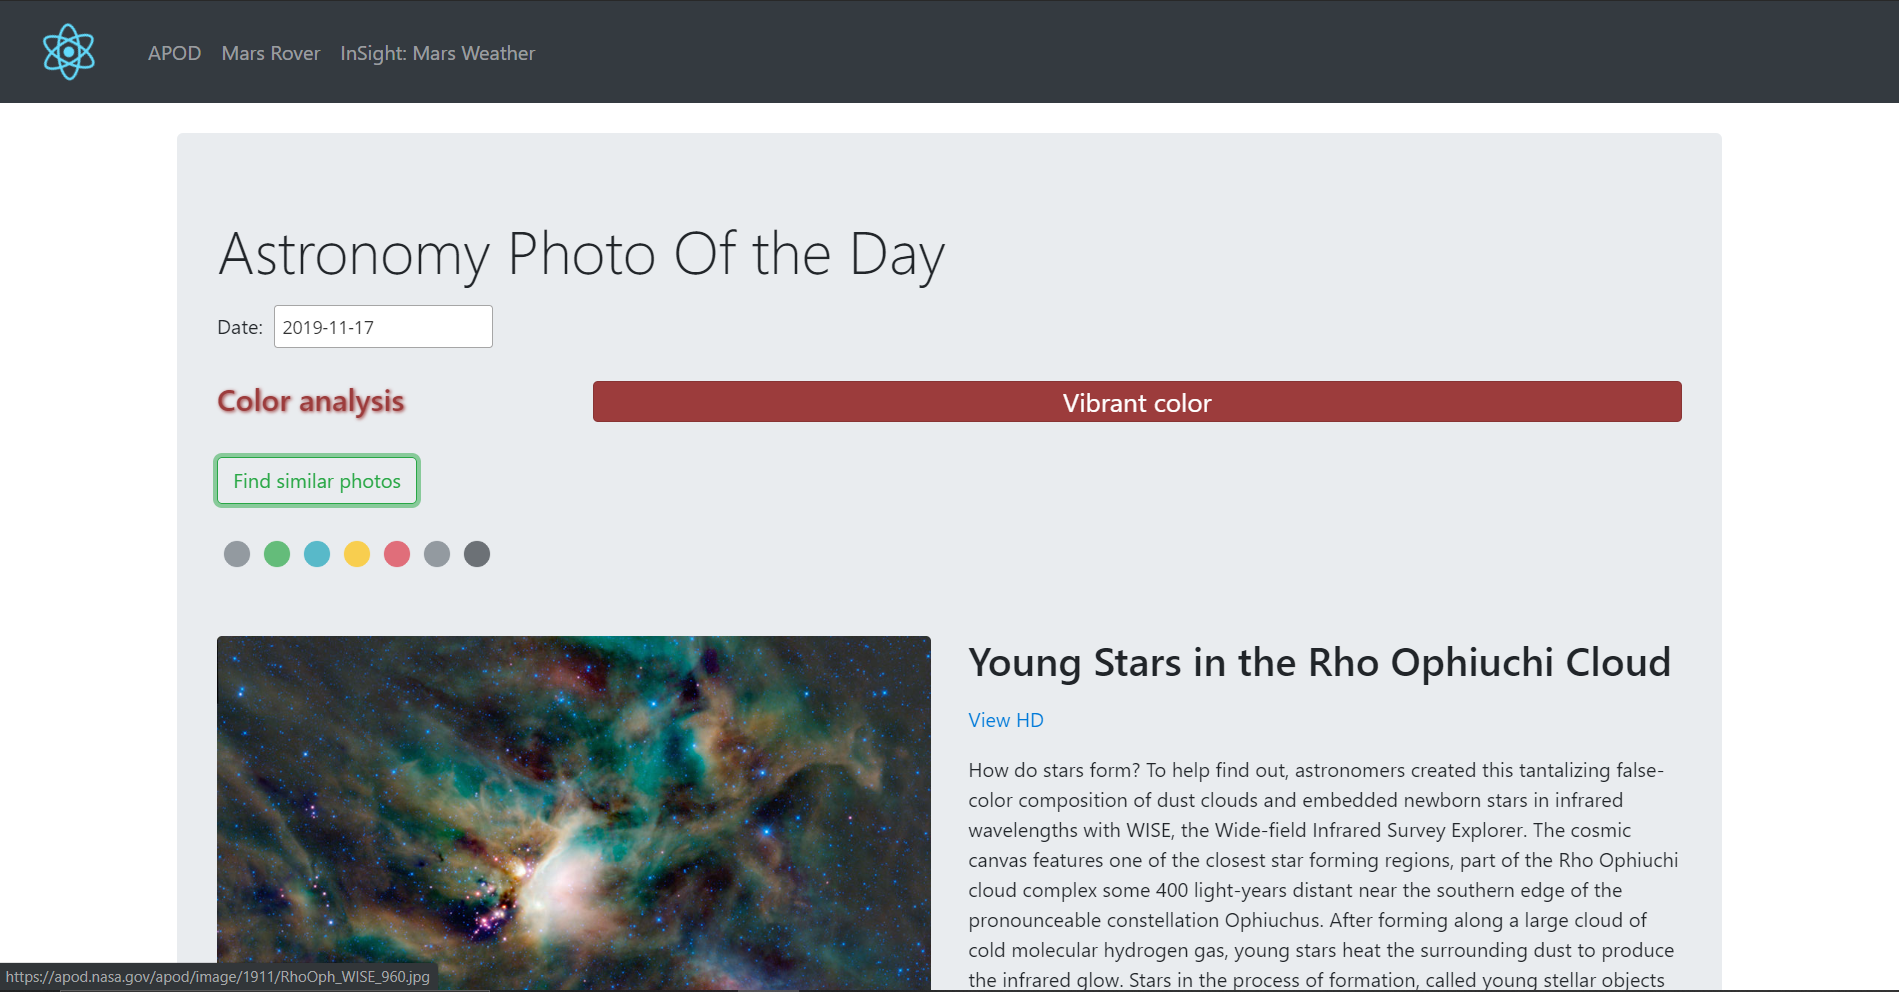 APOD Mars Rover InSight: Mars Weather
Astronomy Photo Of the Day
Date: 2019-11-17
Color analysis
Vibrant color
Find similar photos
Young Stars in the Rho Ophiuchi Cloud
View HD
How do stars form? To help find out, astronomers created this tantalizing false-
color composition of dust clouds and embedded newborn stars in infrared
wavelengths with WISE, the Wide-field Infrared Survey Explorer. The cosmic
canvas features one of the closest star forming regions, part of the Rho Ophiuchi
cloud complex some 400 light-years distant near the southern edge of the
pronounceable constellation Ophiuchus. After forming along a large cloud of
cold molecular hydrogen gas, young stars heat the surrounding dust to produce
the infrared glow. Stars in the process of formation, called young stellar objects
https://apod.nasa.gov/apod/image/1911/RhoOph_WISE_960.jpg